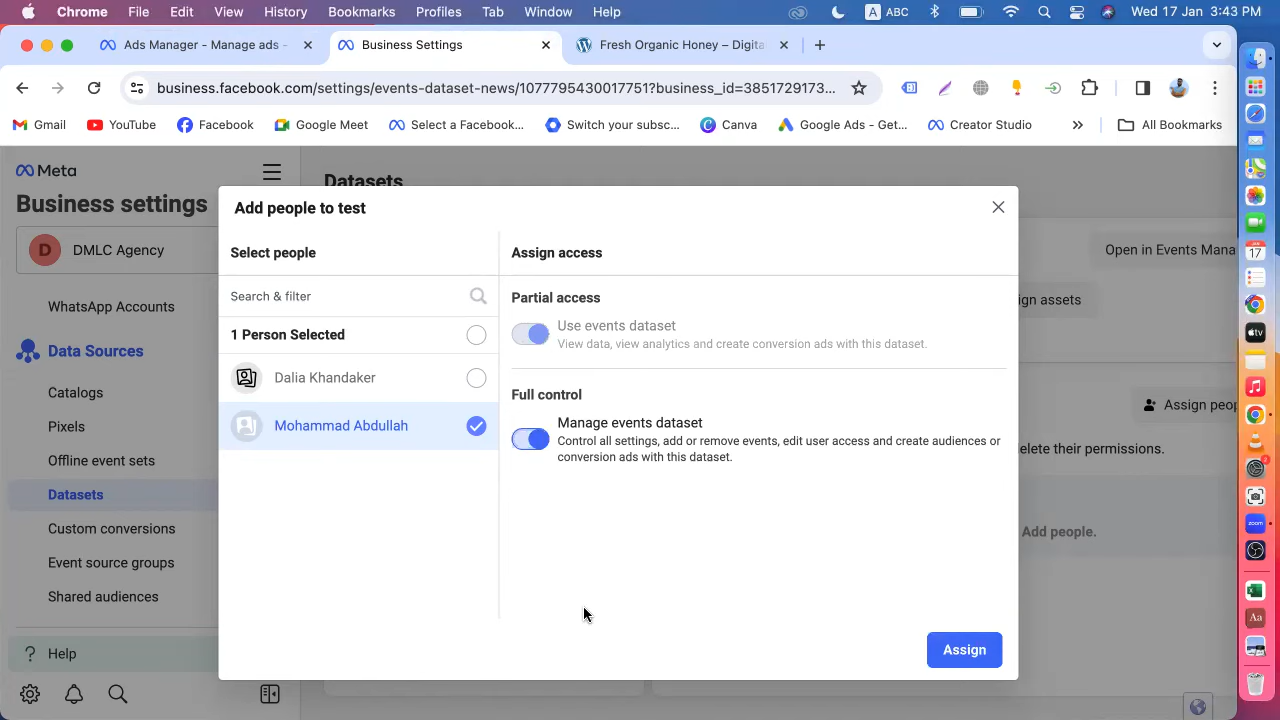 Chrome File Edit View History Bookmarks Profiles Tab Window Help A ABC Wed 17 Jan 3:43 PM
Ads Manager - Manage ads - Business Settings Fresh Organic Honey – Digita
business.facebook.com/settings/events-dataset-news/1077795430017751?business_id=3851729173...
Gmail YouTube Facebook Google Meet Select a Facebook... Switch your subsc... Canva Google Ads - Get... Creator Studio » All Bookmarks
Meta
Business settings
D DMLC Agency
WhatsApp Accounts
Data Sources
Catalogs
Pixels
Offline event sets
Datasets
Custom conversions
Event source groups
Shared audiences
? Help
Datasets
Open in Events Mana
ign assets
Assign peop
elete their permissions.
Add people.
Add people to test
Select people
Search & filter
1 Person Selected
Dalia Khandaker
Mohammad Abdullah
Assign access
Partial access
Use events dataset
View data, view analytics and create conversion ads with this dataset.
Full control
Manage events dataset
Control all settings, add or remove events, edit user access and create audiences or
conversion ads with this dataset.
Assign
17
tv
zoom
Aa